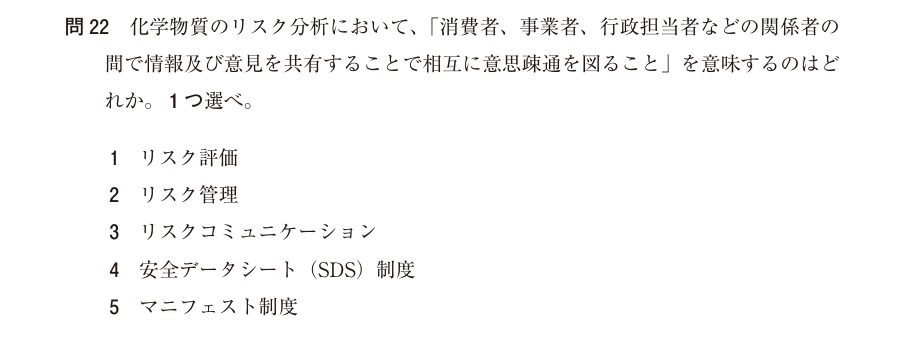 問22 化学物質のリスク分析において、「消費者、事業者、行政担当者などの関係者の
間で情報及び意見を共有することで相互に意思疎通を図ること」を意味するのはど
れか。1つ選べ。
1 リスク評価
2 リスク管理
3 リスクコミュニケーション
4 安全データシート（SDS）制度
5 マニフェスト制度